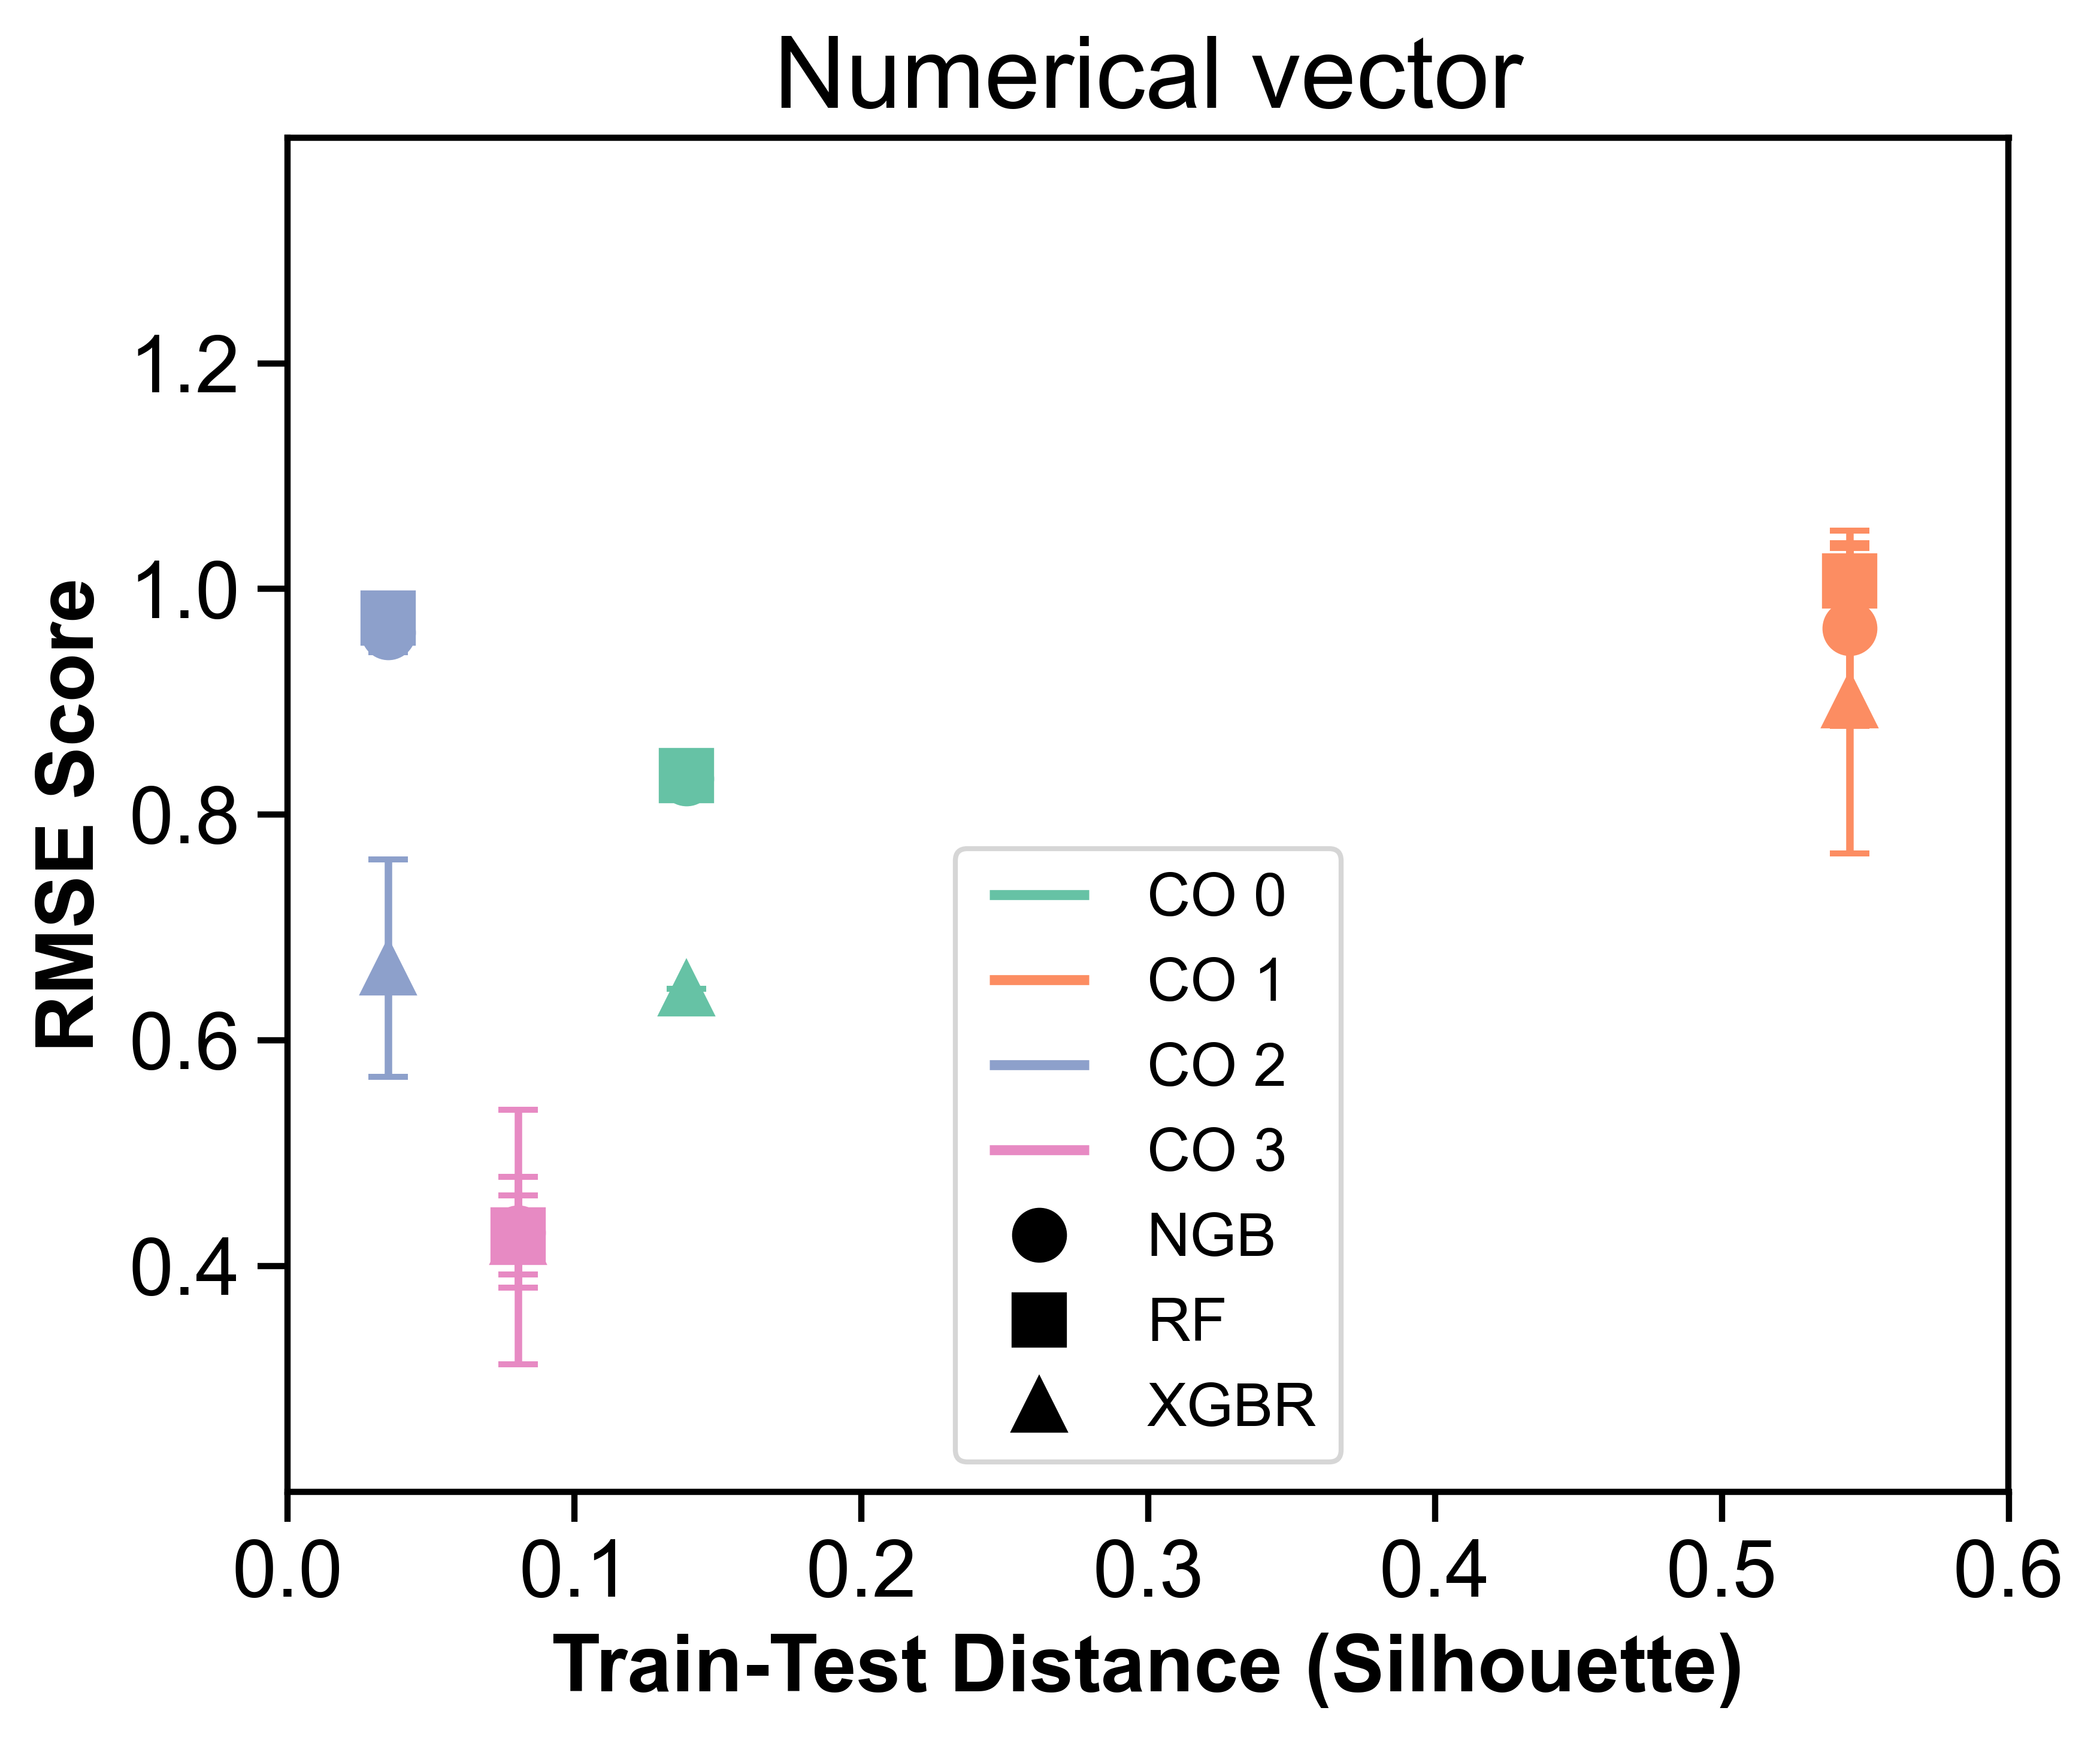 Numerical vector
RMSE Score
1.2
1.0
0.8
0.6
0.4
CO 0
CO 1
CO 2
CO 3
NGB
RF
XGBR
0.0 0.1 0.2 0.3 0.4 0.5 0.6
Train-Test Distance (Silhouette)